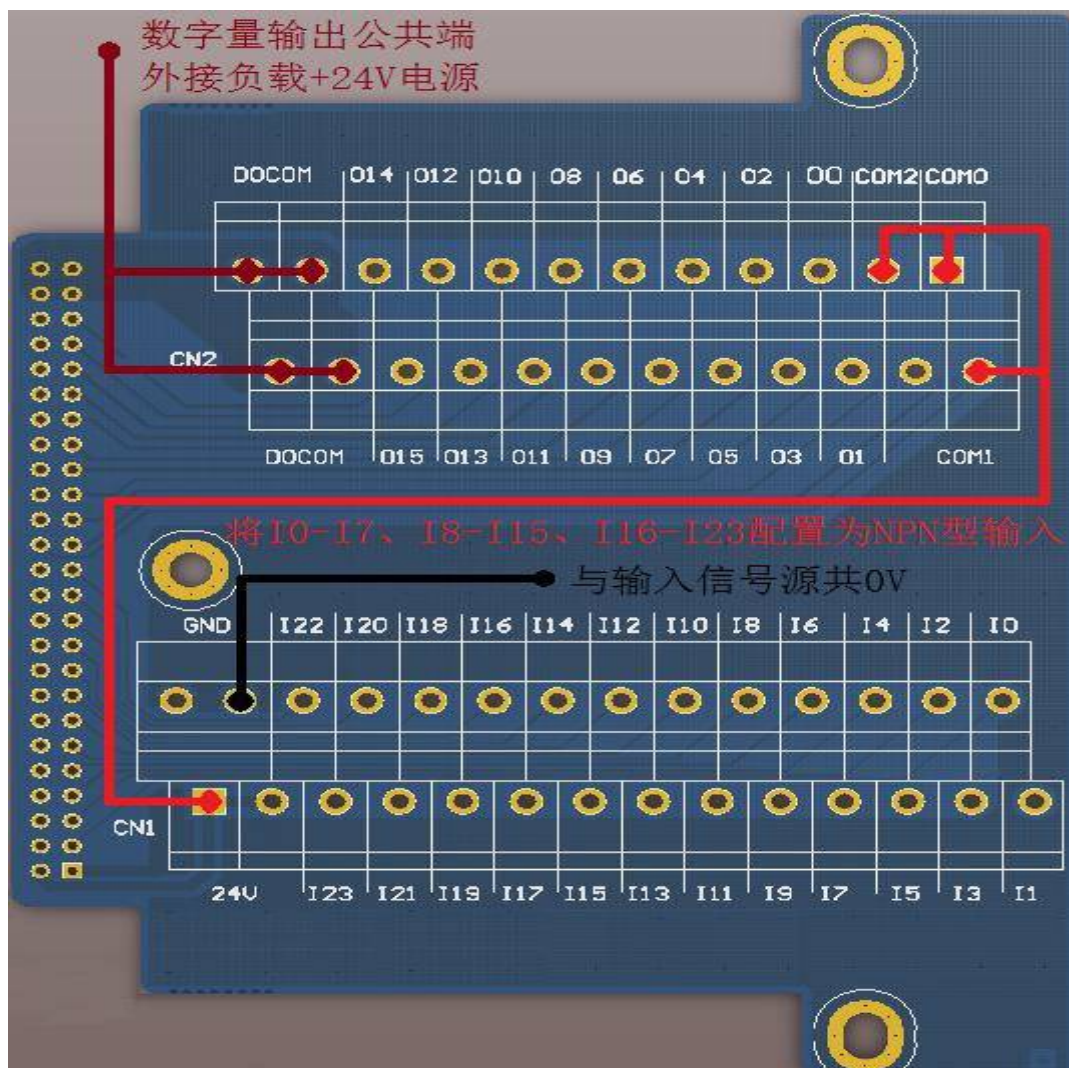 数字量输出公共端
外接负载+24V电源
DOCOM O14 O12 O10 O8 O6 O4 O2 O0 COM2 COM0
CN2
DOCOM O15 O13 O11 O9 O7 O5 O3 O1 COM1
将I0-I7、I8-I15、I16-I23配置为NPN型输入
与输入信号源共0V
GND I22 I20 I18 I16 I14 I12 I10 I8 I6 I4 I2 I0
CN1
24V I23 I21 I19 I17 I15 I13 I11 I9 I7 I5 I3 I1